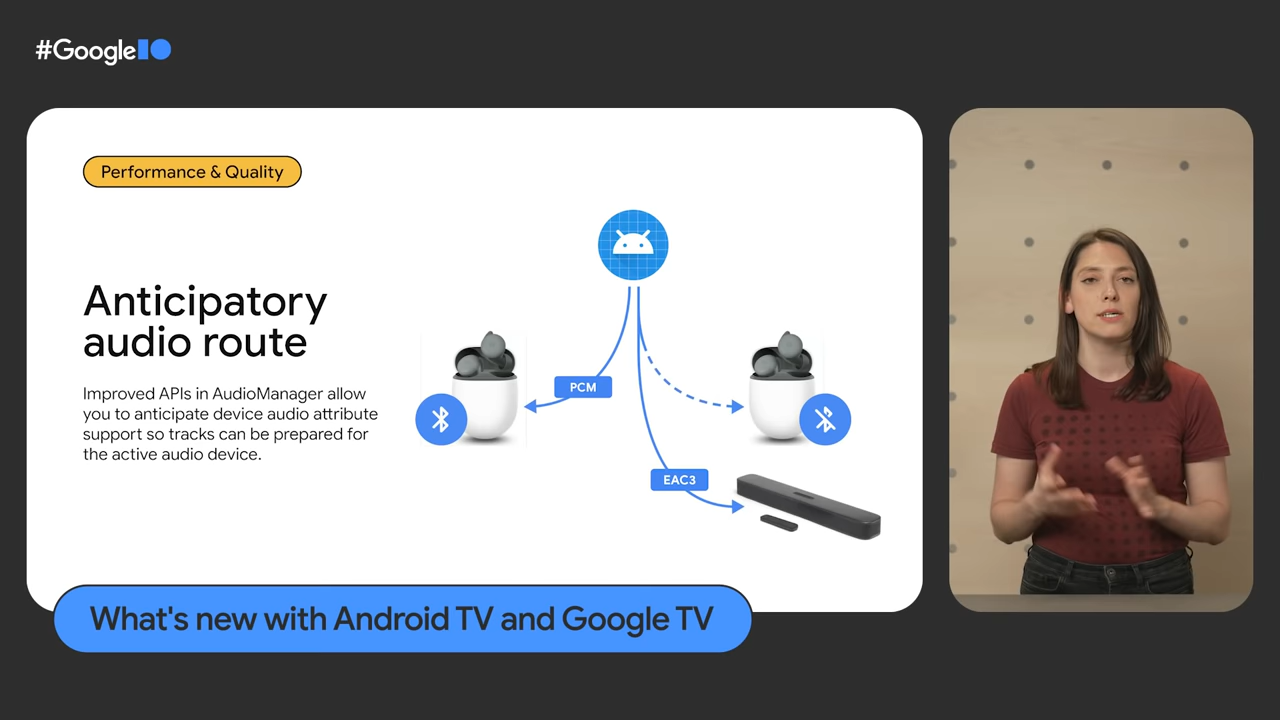 #GoogleIO
Performance & Quality
Anticipatory
audio route
Improved APIs in AudioManager allow
you to anticipate device audio attribute
support so tracks can be prepared for
the active audio device.
PCM
EAC3
What's new with Android TV and Google TV